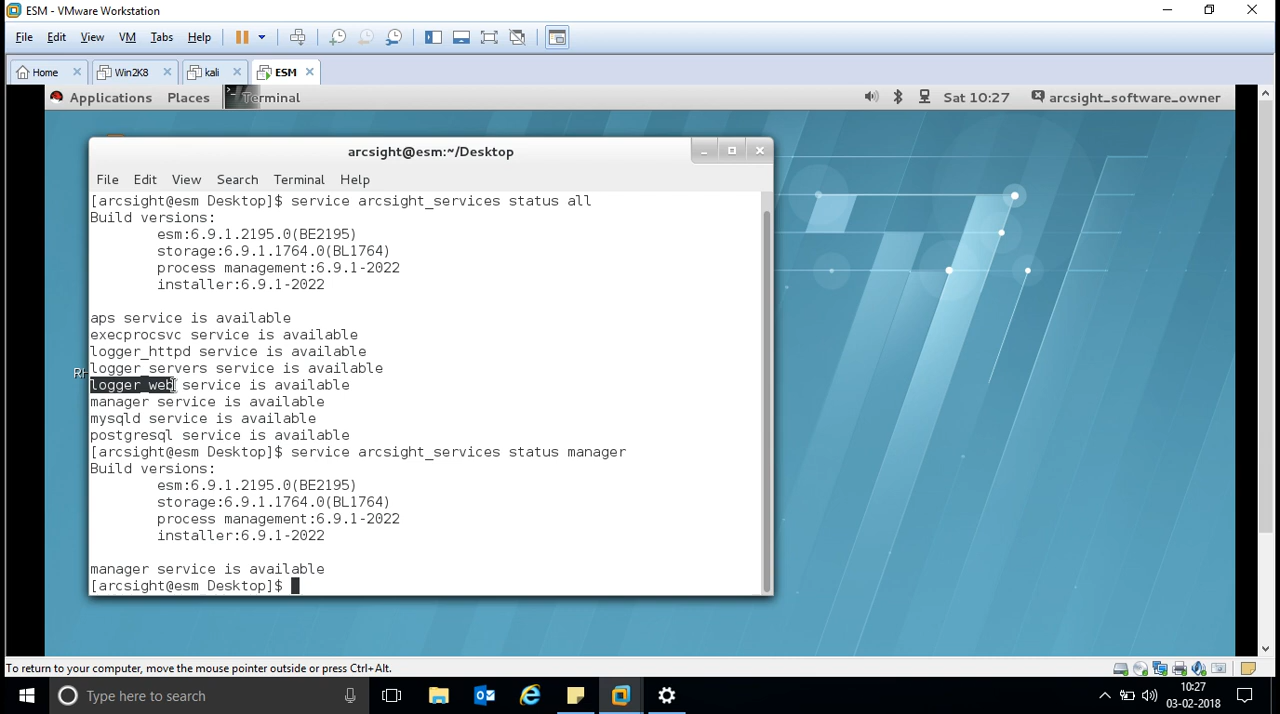 ESM - VMware Workstation
File Edit View VM Tabs Help
Home Win2K8 kali ESM
Applications Places Terminal Sat 10:27 arcsight_software_owner
arcsight@esm:~/Desktop
File Edit View Search Terminal Help
[arcsight@esm Desktop]$ service arcsight_services status all
Build versions:
esm:6.9.1.2195.0(BE2195)
storage:6.9.1.1764.0(BL1764)
process management:6.9.1-2022
installer:6.9.1-2022
aps service is available
execprocsvc service is available
logger_httpd service is available
logger_servers service is available
RH
logger_web service is available
manager service is available
mysqld service is available
postgresql service is available
[arcsight@esm Desktop]$ service arcsight_services status manager
Build versions:
esm:6.9.1.2195.0(BE2195)
storage:6.9.1.1764.0(BL1764)
process management:6.9.1-2022
installer:6.9.1-2022
manager service is available
[arcsight@esm Desktop]$
To return to your computer, move the mouse pointer outside or press Ctrl+Alt.
Type here to search
10:27
03-02-2018